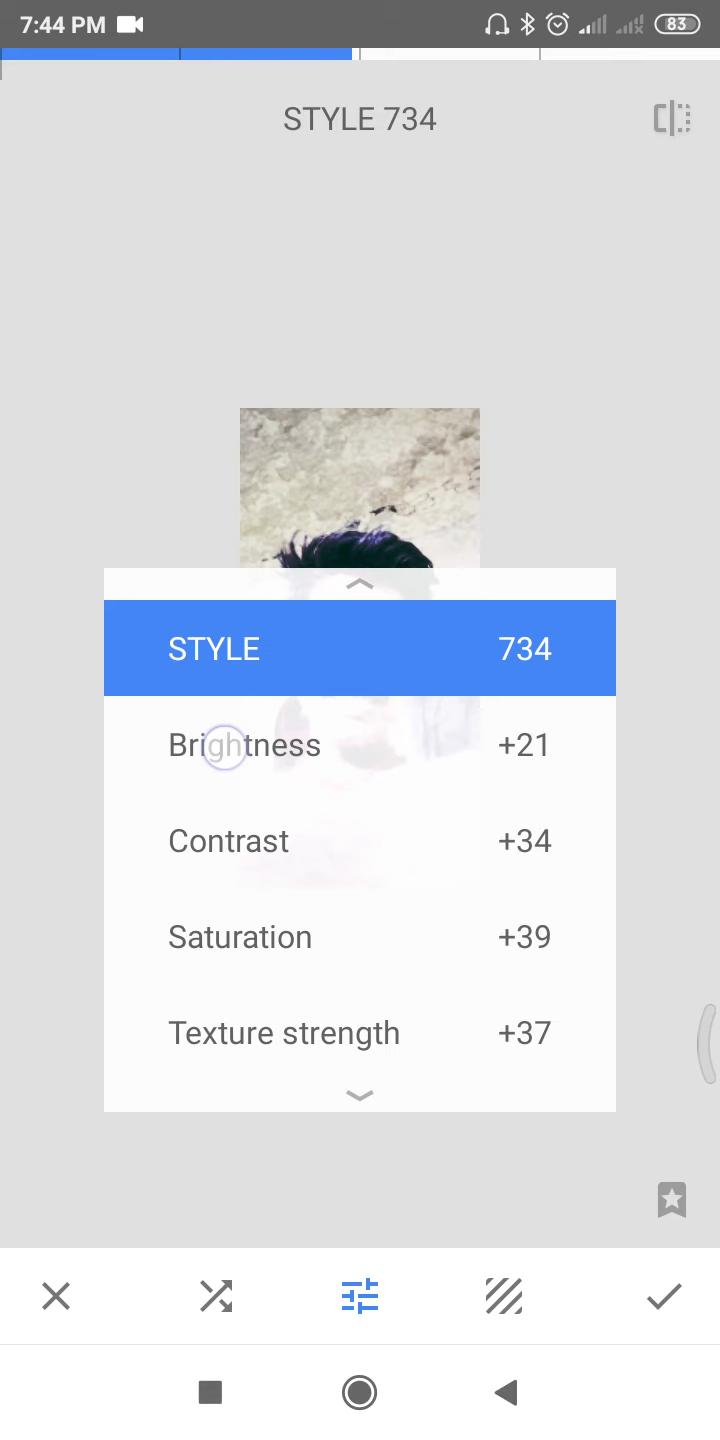 7:44 PM 83
STYLE 734
STYLE 734
Brightness +21
Contrast +34
Saturation +39
Texture strength +37